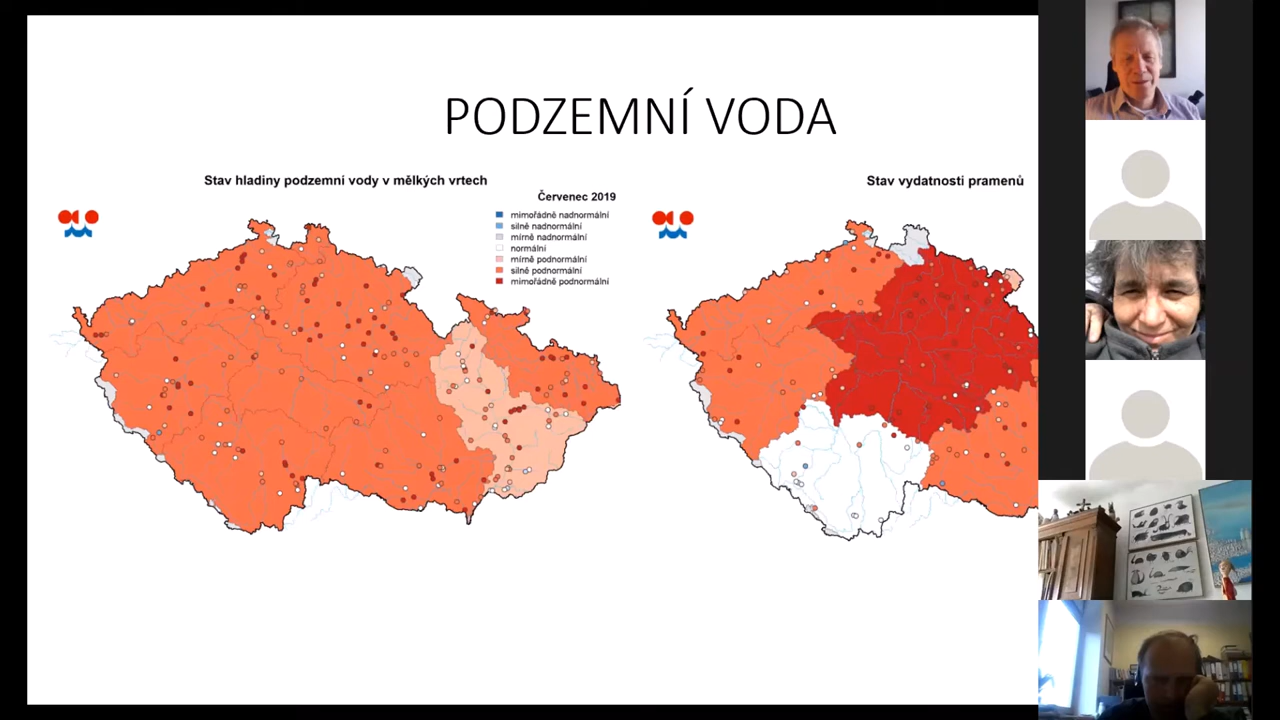 PODZEMNÍ VODA
Stav hladiny podzemní vody v mělkých vrtech
Červenec 2019
mimořádně nadnormální
silně nadnormální
mírně nadnormální
normální
mírně podnormální
silně podnormální
mimořádně podnormální
Stav vydatnosti pramenů